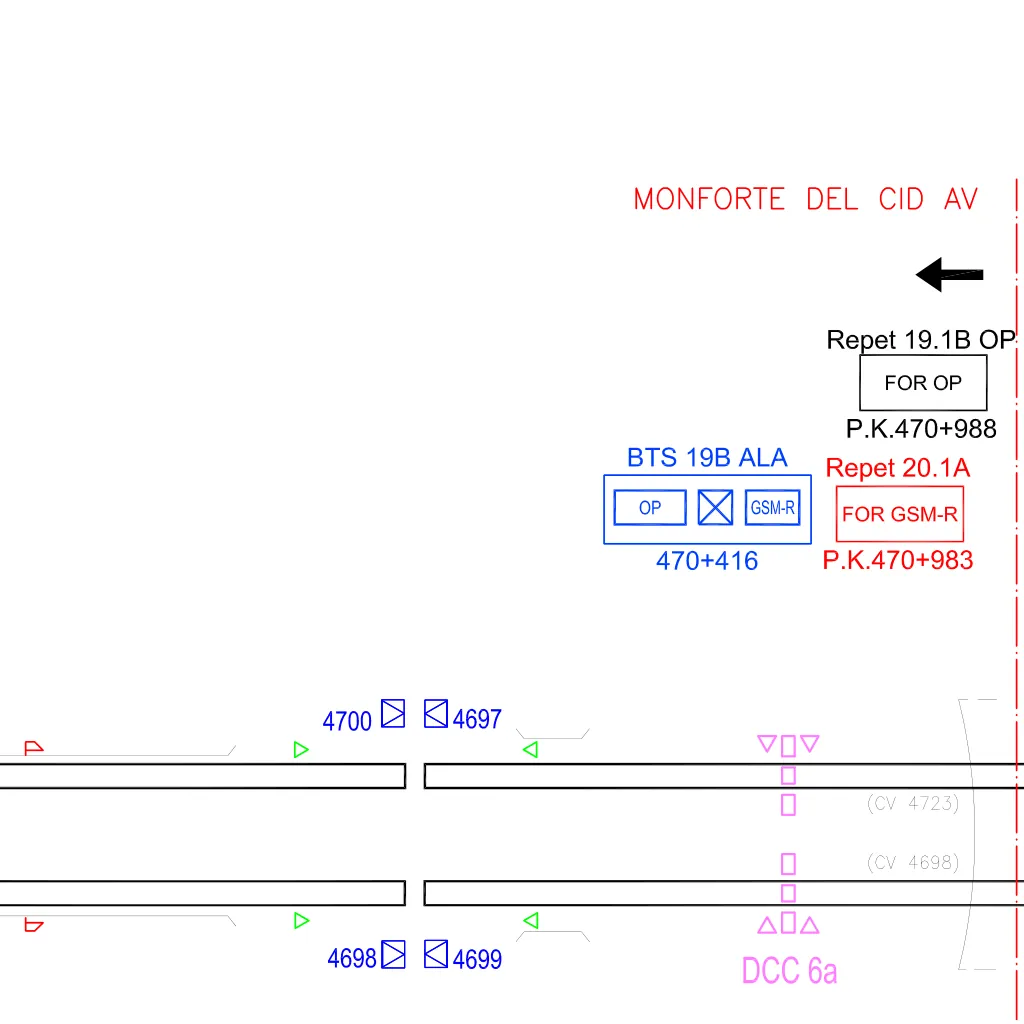 MONFORTE DEL CID AV
Repet 19.1B OP
FOR OP
P.K.470+988
BTS 19B ALA
OP
GSM-R
470+416
Repet 20.1A
FOR GSM-R
P.K.470+983
4700
4697
(CV 4723)
(CV 4698)
4698
4699
DCC 6a